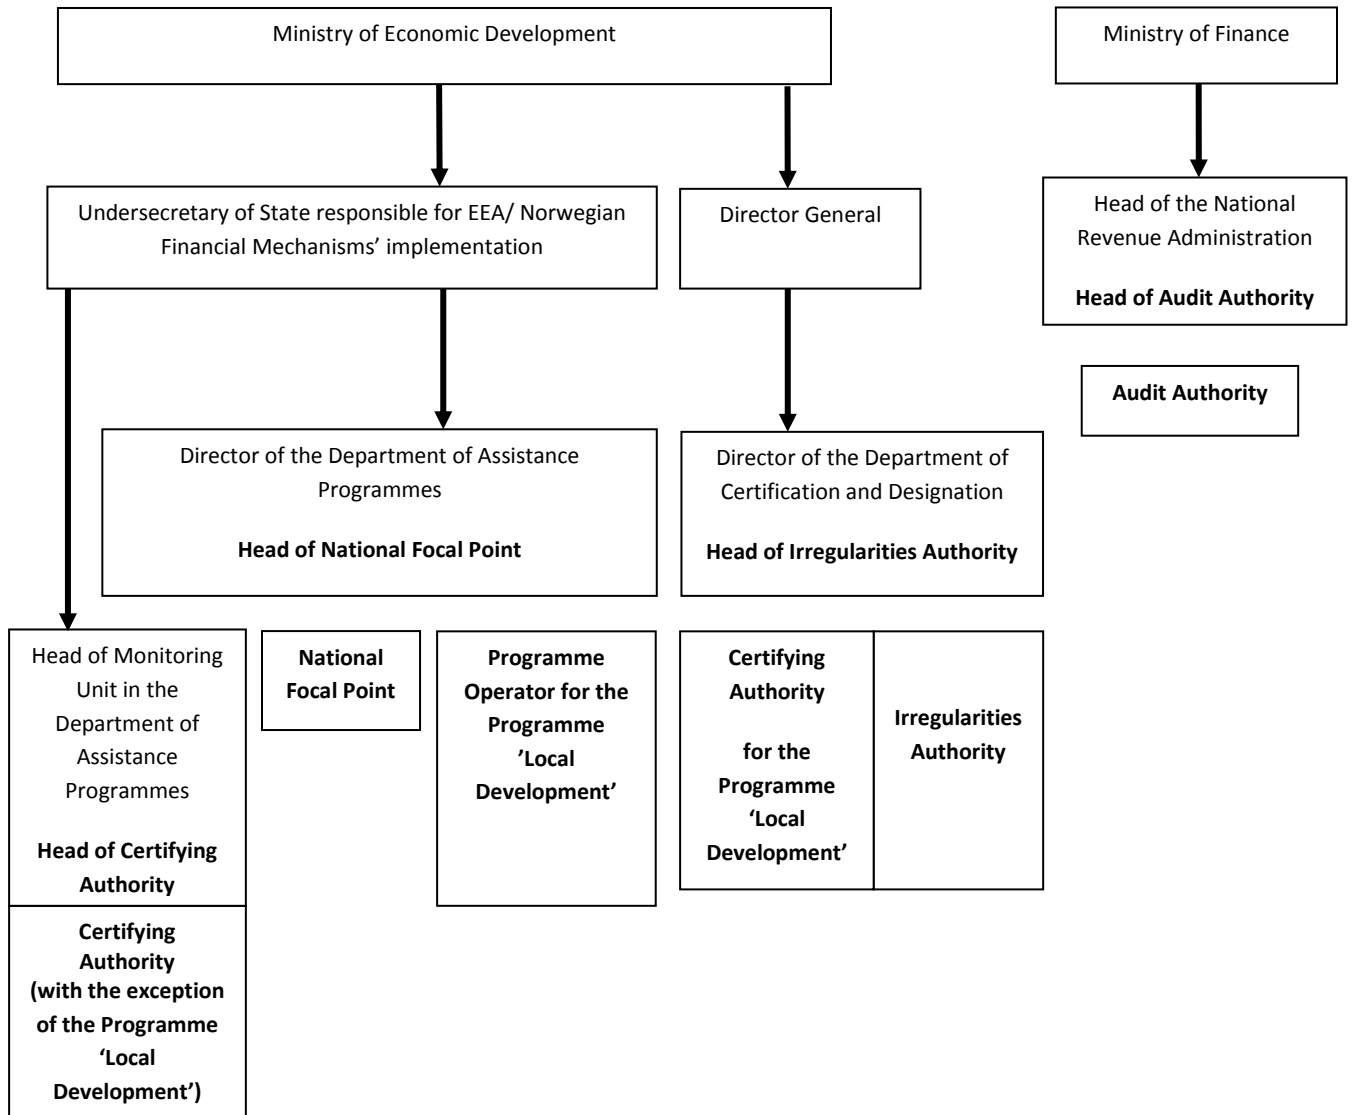 Ministry of Economic Development
Ministry of Finance
Undersecretary of State responsible for EEA/ Norwegian
Financial Mechanisms’ implementation
Director General
Head of the National
Revenue Administration
Head of Audit Authority
Audit Authority
Director of the Department of Assistance
Programmes
Head of National Focal Point
Director of the Department of
Certification and Designation
Head of Irregularities Authority
Head of Monitoring
Unit in the
Department of
Assistance
Programmes
Head of Certifying
Authority
National
Focal Point
Programme
Operator for the
Programme
’Local
Development’
Certifying
Authority
for the
Programme
‘Local
Development’
Irregularities
Authority
Certifying
Authority
(with the exception
of the Programme
‘Local
Development’)